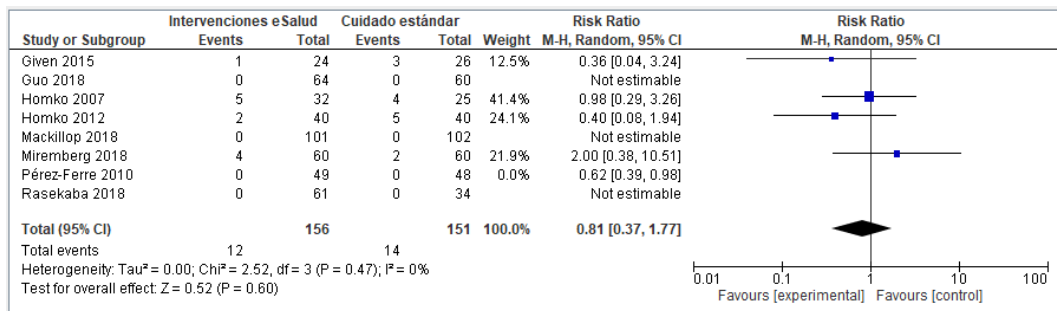 Intervenciones eSalud Cuidado estándar Risk Ratio Risk Ratio
Study or Subgroup Events Total Events Total Weight M-H, Random, 95% CI M-H, Random, 95% CI
Given 2015 1 24 3 26 12.5% 0.36 [0.04, 3.24]
Guo 2018 0 64 0 60 Not estimable
Homko 2007 5 32 4 25 41.4% 0.98 [0.29, 3.26]
Homko 2012 2 40 5 40 24.1% 0.40 [0.08, 1.94]
Mackillop 2018 0 101 0 102 Not estimable
Miremberg 2018 4 60 2 60 21.9% 2.00 [0.38, 10.51]
Pérez-Ferre 2010 0 49 0 48 0.0% 0.62 [0.39, 0.98]
Rasekaba 2018 0 61 0 34 Not estimable
Total (95% CI) 156 151 100.0% 0.81 [0.37, 1.77]
Total events 12 14
Heterogeneity: Tau² = 0.00; Chi² = 2.52, df = 3 (P = 0.47); I² = 0%
Test for overall effect: Z = 0.52 (P = 0.60)
0.01 0.1 1 10 100
Favours [experimental] Favours [control]